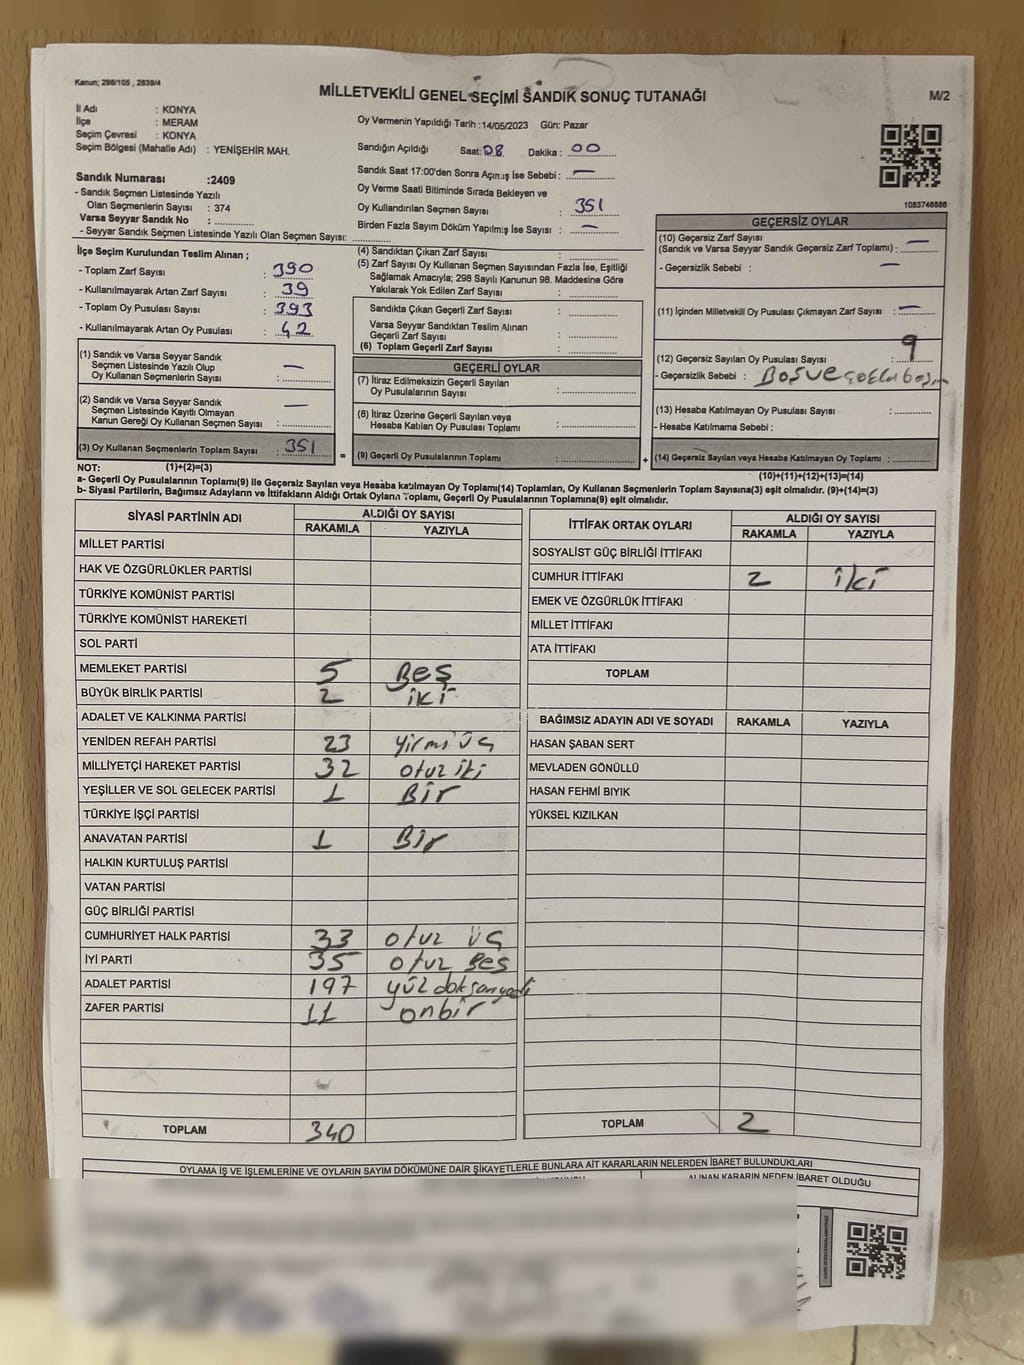 Kanun; 298/105 , 2839/4
MİLLETVEKİLİ GENEL SEÇİMİ SANDIK SONUÇ TUTANAĞI
M/2
İl Adı : KONYA
İlçe : MERAM
Seçim Çevresi : KONYA
Seçim Bölgesi (Mahalle Adı) : YENİŞEHİR MAH.
Oy Vermenin Yapıldığı Tarih :14/05/2023 Gün: Pazar
Sandığın Açıldığı Saat: 08 Dakika : 00
Sandık Saat 17:00'den Sonra Açılmış İse Sebebi : —
Oy Verme Saati Bitiminde Sırada Bekleyen ve
Oy Kullandırılan Seçmen Sayısı : 351
Birden Fazla Sayım Döküm Yapılmış İse Sayısı : —
1083746886
Sandık Numarası :2409
- Sandık Seçmen Listesinde Yazılı
Olan Seçmenlerin Sayısı : 374
Varsa Seyyar Sandık No :
- Seyyar Sandık Seçmen Listesinde Yazılı Olan Seçmen Sayısı:
İlçe Seçim Kurulundan Teslim Alınan ;
- Toplam Zarf Sayısı : 390
- Kullanılmayarak Artan Zarf Sayısı : 39
- Toplam Oy Pusulası Sayısı : 393
- Kullanılmayarak Artan Oy Pusulası : 42
(1) Sandık ve Varsa Seyyar Sandık
Seçmen Listesinde Yazılı Olup
Oy Kullanan Seçmenlerin Sayısı : —
(2) Sandık ve Varsa Seyyar Sandık
Seçmen Listesinde Kayıtlı Olmayan
Kanun Gereği Oy Kullanan Seçmen Sayısı : —
(3) Oy Kullanan Seçmenlerin Toplam Sayısı : 351
(1)+(2)=(3)
(4) Sandıktan Çıkan Zarf Sayısı :
(5) Zarf Sayısı Oy Kullanan Seçmen Sayısından Fazla İse, Eşitliği
Sağlamak Amacıyla; 298 Sayılı Kanunun 98. Maddesine Göre
Yakılarak Yok Edilen Zarf Sayısı :
Sandıkta Çıkan Geçerli Zarf Sayısı :
Varsa Seyyar Sandıktan Teslim Alınan
Geçerli Zarf Sayısı :
(6) Toplam Geçerli Zarf Sayısı :
GEÇERLİ OYLAR
(7) İtiraz Edilmeksizin Geçerli Sayılan
Oy Pusulalarının Sayısı :
(8) İtiraz Üzerine Geçerli Sayılan veya
Hesaba Katılan Oy Pusulası Toplamı :
= (9) Geçerli Oy Pusulalarının Toplamı :
GEÇERSİZ OYLAR
(10) Geçersiz Zarf Sayısı : —
(Sandık ve Varsa Seyyar Sandık Geçersiz Zarf Toplamı) :
- Geçersizlik Sebebi : —
(11) İçinden Milletvekili Oy Pusulası Çıkmayan Zarf Sayısı : —
(12) Geçersiz Sayılan Oy Pusulası Sayısı : 9
- Geçersizlik Sebebi : Boş ve
(13) Hesaba Katılmayan Oy Pusulası Sayısı :
- Hesaba Katılmama Sebebi :
+ (14) Geçersiz Sayılan veya Hesaba Katılmayan Oy Toplamı :
(10)+(11)+(12)+(13)=(14)
NOT:
a- Geçerli Oy Pusulalarının Toplamı(9) ile Geçersiz Sayılan veya Hesaba katılmayan Oy Toplamı(14) Toplamları, Oy Kullanan Seçmenlerin Toplam Sayısına(3) eşit olmalıdır. (9)+(14)=(3)
b- Siyasi Partilerin, Bağımsız Adayların ve İttifakların Aldığı Ortak Oyların Toplamı, Geçerli Oy Pusulalarının Toplamına(9) eşit olmalıdır.
SİYASİ PARTİNİN ADI
ALDIĞI OY SAYISI
RAKAMLA YAZIYLA
MİLLET PARTİSİ
HAK VE ÖZGÜRLÜKLER PARTİSİ
TÜRKİYE KOMÜNİST PARTİSİ
TÜRKİYE KOMÜNİST HAREKETİ
SOL PARTİ
MEMLEKET PARTİSİ 5 Beş
BÜYÜK BİRLİK PARTİSİ 2 iki
ADALET VE KALKINMA PARTİSİ
YENİDEN REFAH PARTİSİ 23 yirmi üç
MİLLİYETÇİ HAREKET PARTİSİ 32 otuz iki
YEŞİLLER VE SOL GELECEK PARTİSİ 1 Bir
TÜRKİYE İŞÇİ PARTİSİ
ANAVATAN PARTİSİ 1 Bir
HALKIN KURTULUŞ PARTİSİ
VATAN PARTİSİ
GÜÇ BİRLİĞİ PARTİSİ
CUMHURİYET HALK PARTİSİ 33 otuz üç
İYİ PARTİ 35 otuz Beş
ADALET PARTİSİ 197 yüz doksan yedi
ZAFER PARTİSİ 11 onbir
TOPLAM 340
İTTİFAK ORTAK OYLARI
ALDIĞI OY SAYISI
RAKAMLA YAZIYLA
SOSYALİST GÜÇ BİRLİĞİ İTTİFAKI
CUMHUR İTTİFAKI 2 iki
EMEK VE ÖZGÜRLÜK İTTİFAKI
MİLLET İTTİFAKI
ATA İTTİFAKI
TOPLAM
BAĞIMSIZ ADAYIN ADI VE SOYADI RAKAMLA YAZIYLA
HASAN ŞABAN SERT
MEVLADEN GÖNÜLLÜ
HASAN FEHMİ BIYIK
YÜKSEL KIZILKAN
TOPLAM 2
OYLAMA İŞ VE İŞLEMLERİNE VE OYLARIN SAYIM DÖKÜMÜNE DAİR ŞİKAYETLERLE BUNLARA AİT KARARLARIN NELERDEN İBARET BULUNDUKLARI
ALINAN KARARIN NEDEN İBARET OLDUĞU